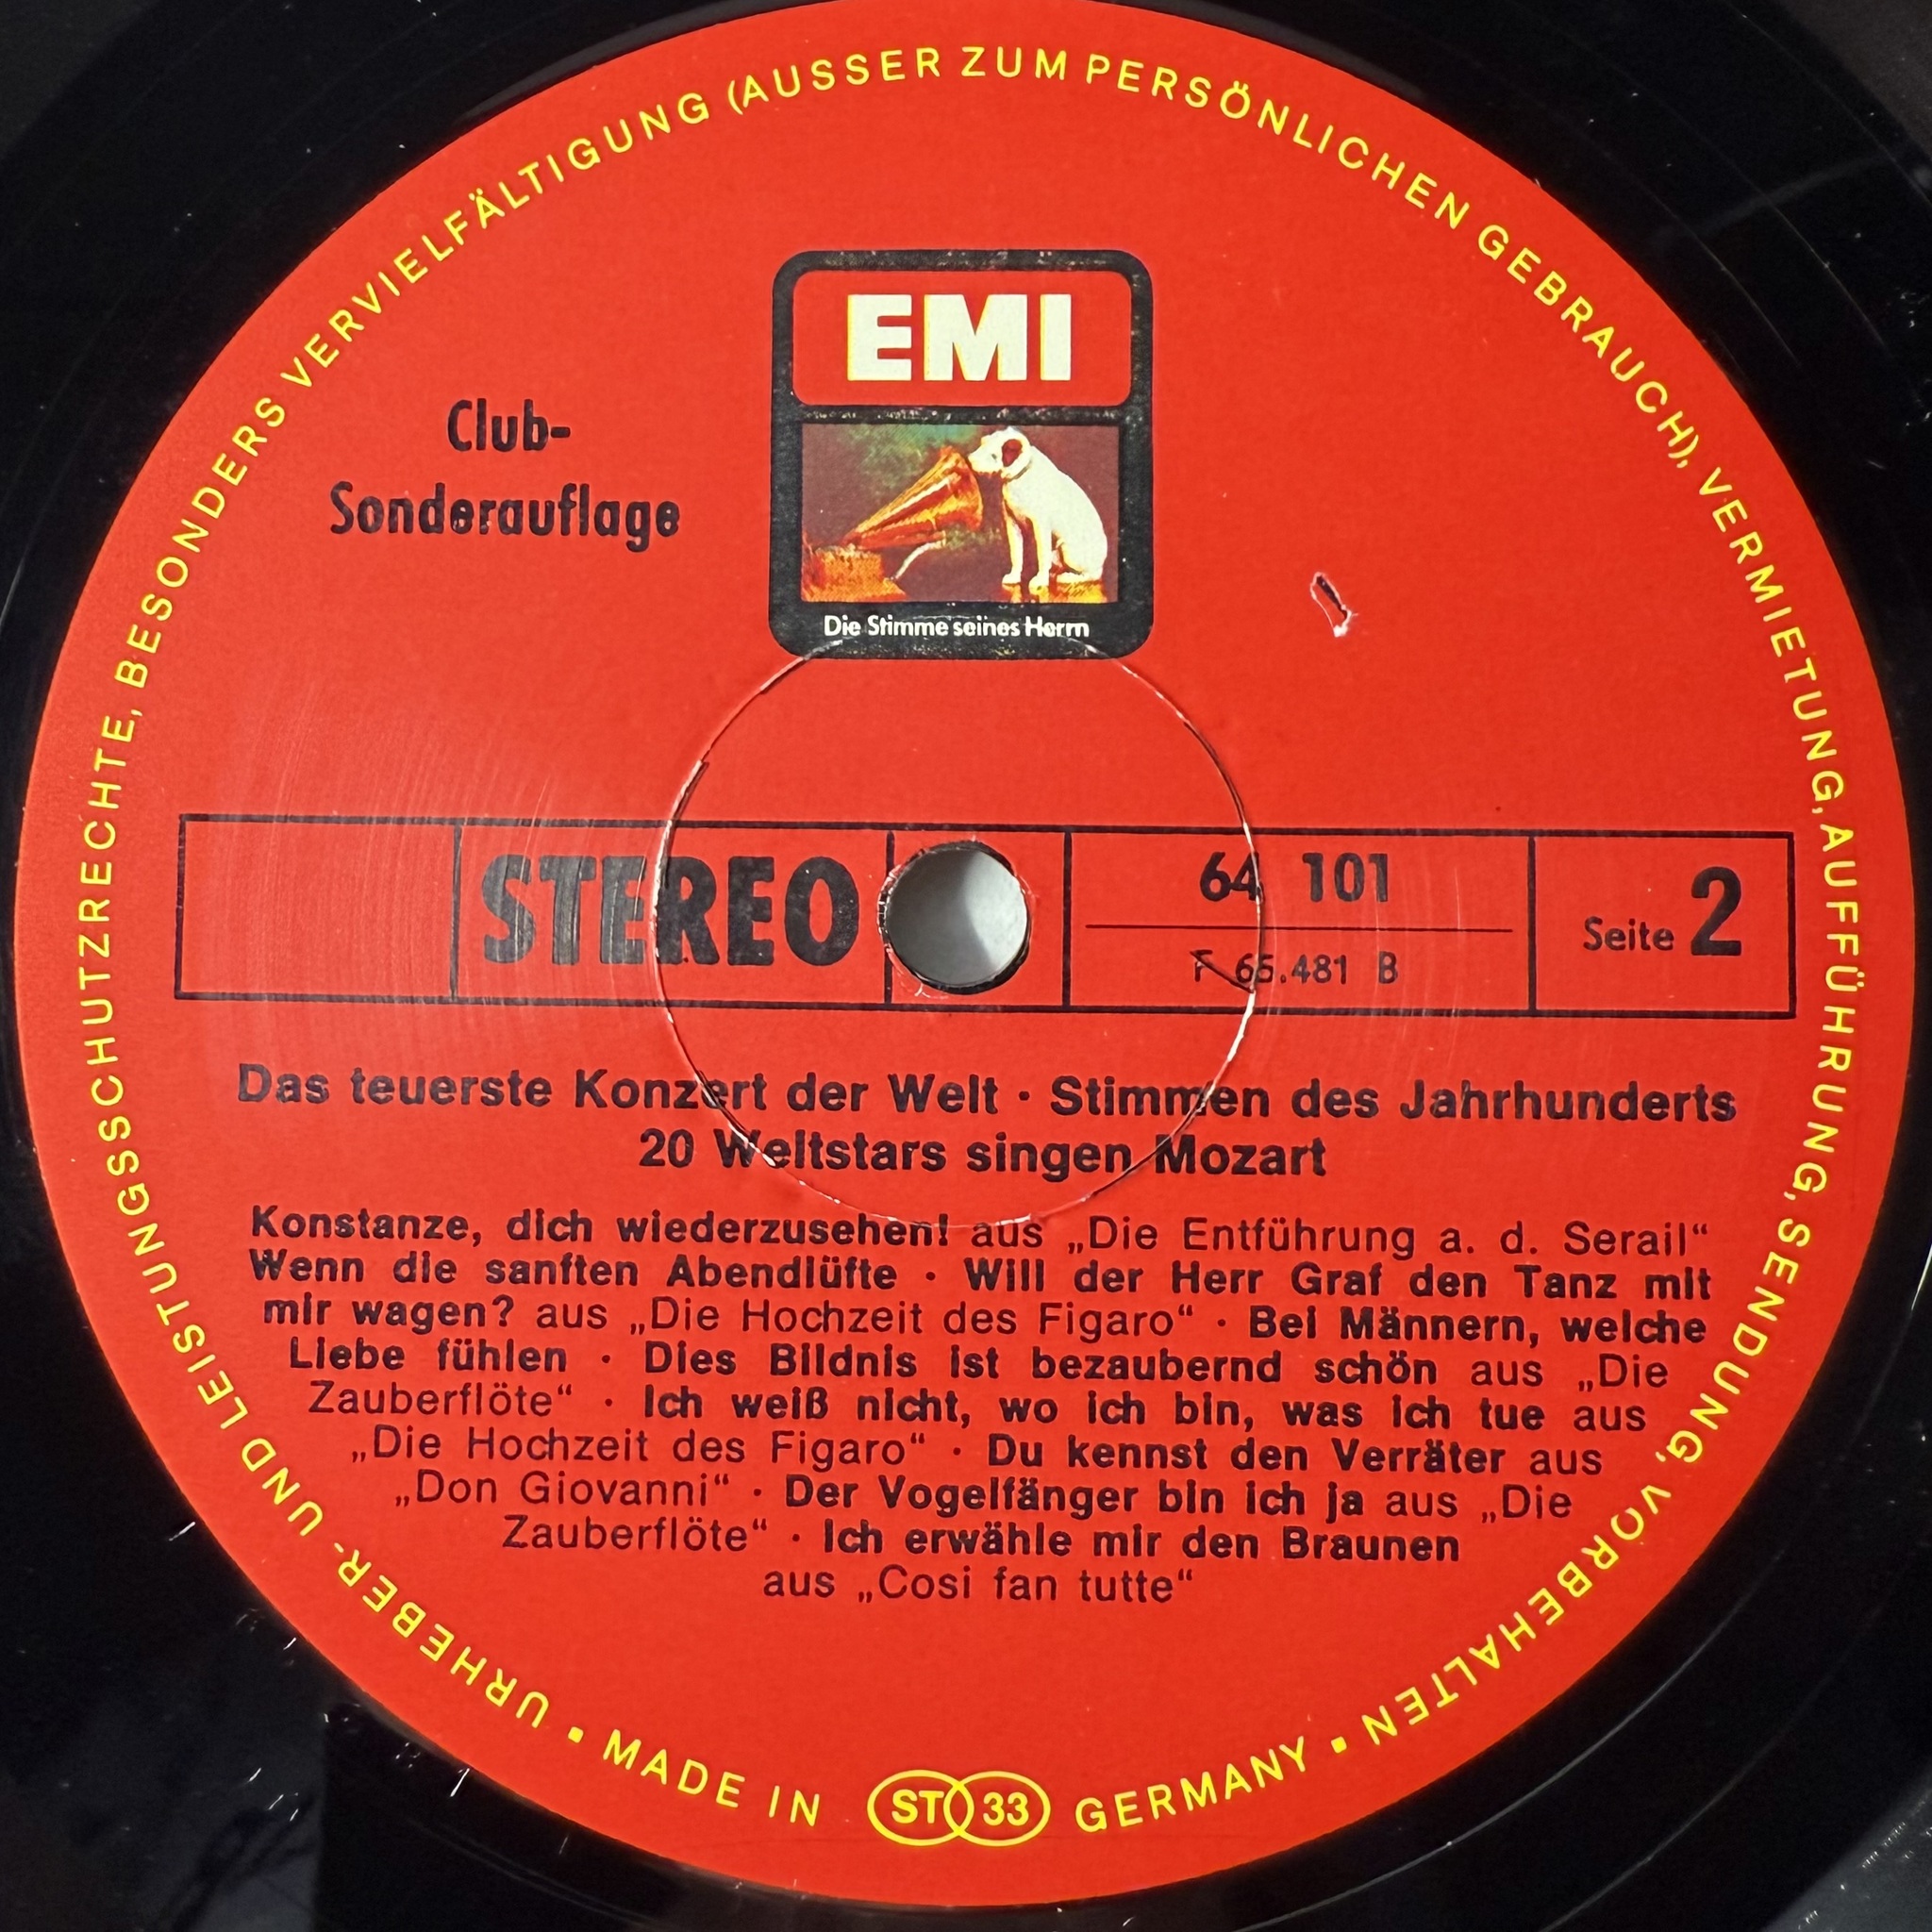 URHEBER- UND LEISTUNGSSCHUTZRECHTE, BESONDERS VERVIELFÄLTIGUNG (AUSSER ZUM PERSÖNLICHEN GEBRAUCH), VERMIETUNG, AUFFÜHRUNG, SENDUNG, VORBEHALTEN
EMI
Club-
Sonderauflage
Die Stimme seines Herrn
STEREO
64 101
F 65.481 B
Seite 2
Das teuerste Konzert der Welt · Stimmen des Jahrhunderts
20 Weltstars singen Mozart
Konstanze, dich wiederzusehen! aus „Die Entführung a. d. Serail“
Wenn die sanften Abendlüfte · Will der Herr Graf den Tanz mit
mir wagen? aus „Die Hochzeit des Figaro“ · Bei Männern, welche
Liebe fühlen · Dies Bildnis ist bezaubernd schön aus „Die
Zauberflöte“ · Ich weiß nicht, wo ich bin, was ich tue aus
„Die Hochzeit des Figaro“ · Du kennst den Verräter aus
„Don Giovanni“ · Der Vogelfänger bin ich ja aus „Die
Zauberflöte“ · Ich erwähle mir den Braunen
aus „Cosi fan tutte“
▪ MADE IN ST 33 GERMANY ▪